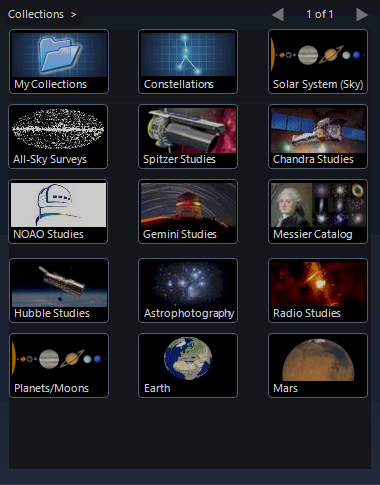 Collections >
1 of 1
My Collections
Constellations
Solar System (Sky)
All-Sky Surveys
Spitzer Studies
Chandra Studies
NOAO Studies
Gemini Studies
Messier Catalog
Hubble Studies
Astrophotography
Radio Studies
Planets/Moons
Earth
Mars